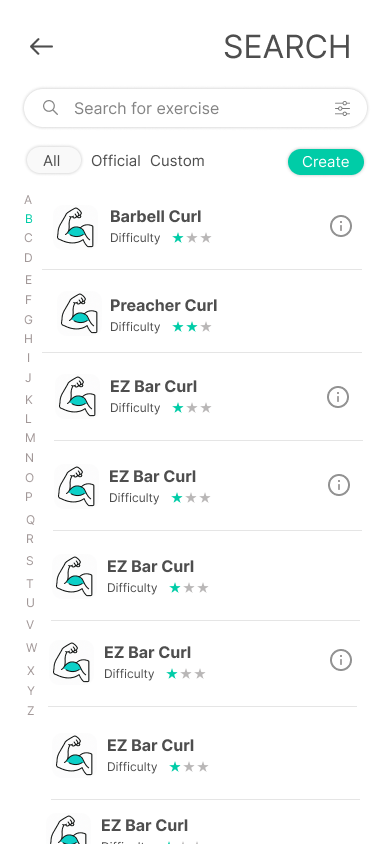 SEARCH
Search for exercise
All Official Custom Create
A
B
C
D
E
F
G
H
I
J
K
L
M
N
O
P
Q
R
S
T
U
V
W
X
Y
Z
Barbell Curl
Difficulty
Preacher Curl
Difficulty
EZ Bar Curl
Difficulty
EZ Bar Curl
Difficulty
EZ Bar Curl
Difficulty
EZ Bar Curl
Difficulty
EZ Bar Curl
Difficulty
EZ Bar Curl
Difficulty